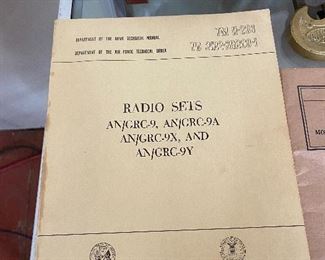 DEPARTMENT OF THE ARMY TECHNICAL MANUAL
DEPARTMENT OF THE AIR FORCE TECHNICAL ORDER
RADIO SETS
AN/GRC-9, AN/GRC-9A
AN/GRC-9X, AND
AN/GRC-9Y